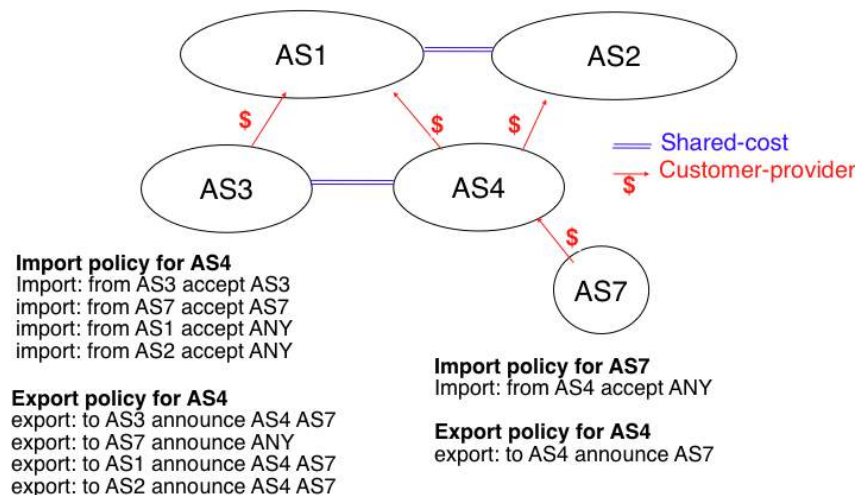 AS1
AS2
$
$
$
Shared-cost
Customer-provider
$
AS3
AS4
$
AS7
Import policy for AS4
Import: from AS3 accept AS3
import: from AS7 accept AS7
import: from AS1 accept ANY
import: from AS2 accept ANY
Export policy for AS4
export: to AS3 announce AS4 AS7
export: to AS7 announce ANY
export: to AS1 announce AS4 AS7
export: to AS2 announce AS4 AS7
Import policy for AS7
Import: from AS4 accept ANY
Export policy for AS4
export: to AS4 announce AS7